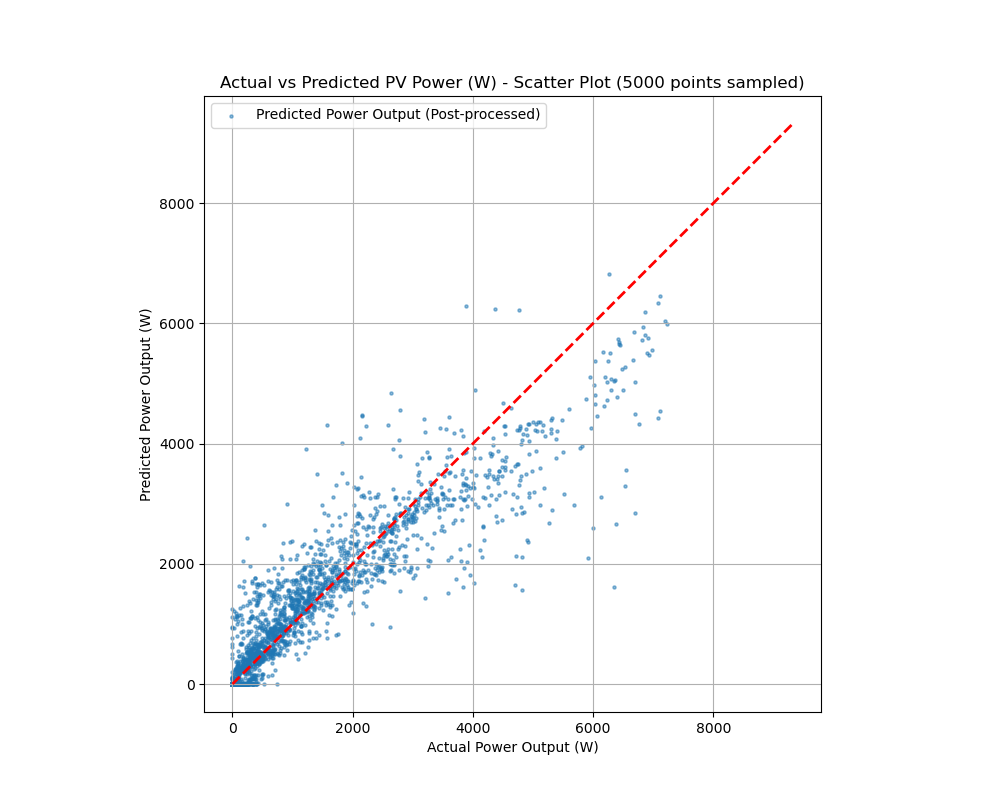 Actual vs Predicted PV Power (W) - Scatter Plot (5000 points sampled)
Predicted Power Output (Post-processed)
Predicted Power Output (W)
8000
6000
4000
2000
0
0 2000 4000 6000 8000
Actual Power Output (W)